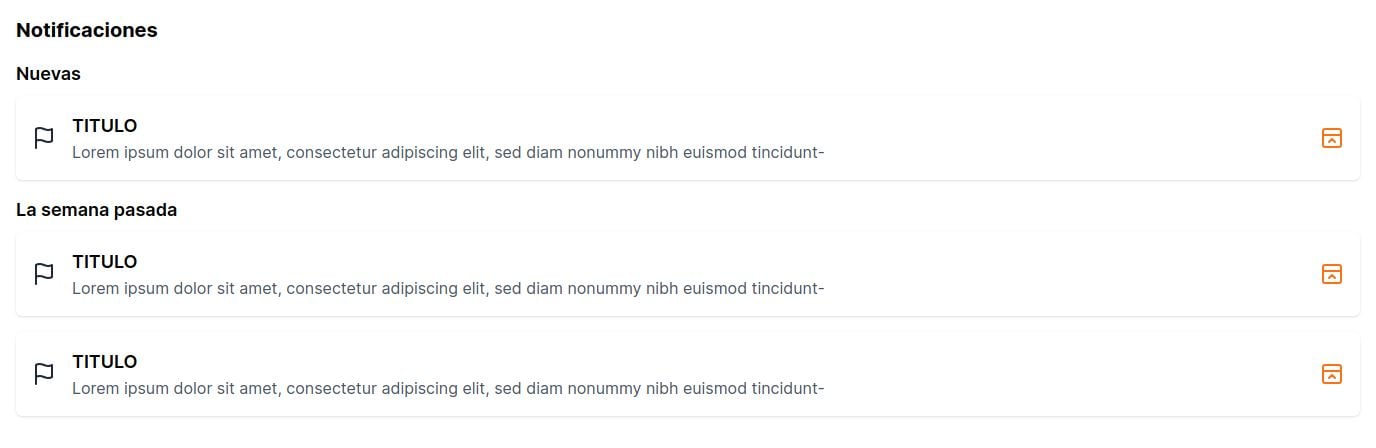 Notificaciones
Nuevas
TITULO
Lorem ipsum dolor sit amet, consectetur adipiscing elit, sed diam nonummy nibh euismod tincidunt-
La semana pasada
TITULO
Lorem ipsum dolor sit amet, consectetur adipiscing elit, sed diam nonummy nibh euismod tincidunt-
TITULO
Lorem ipsum dolor sit amet, consectetur adipiscing elit, sed diam nonummy nibh euismod tincidunt-